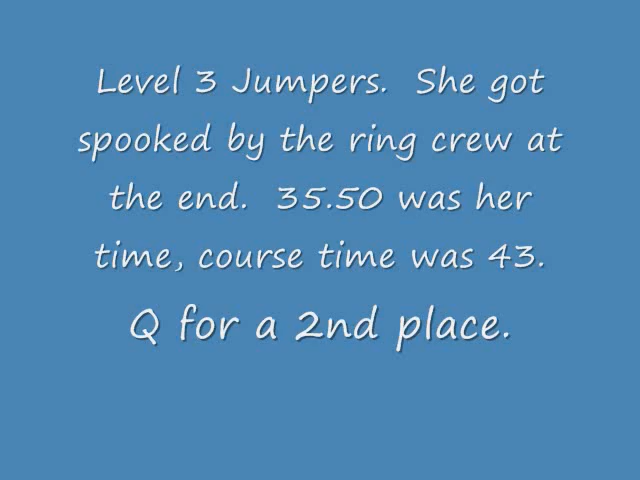 Level 3 Jumpers. She got
spooked by the ring crew at
the end. 35.50 was her
time, course time was 43.
Q for a 2nd place.